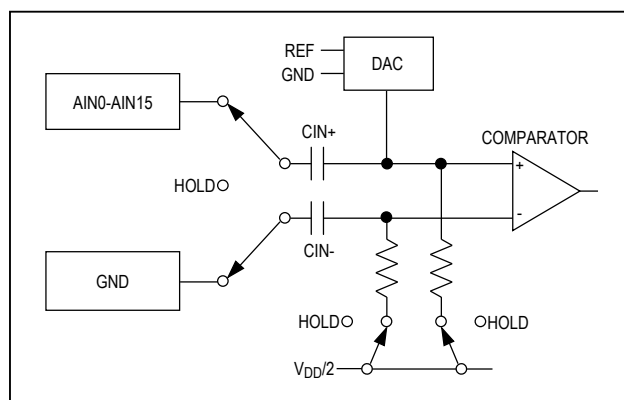 REF
GND
DAC
AIN0-AIN15
CIN+
COMPARATOR
HOLD
+
-
CIN-
GND
HOLD
HOLD
VDD/2